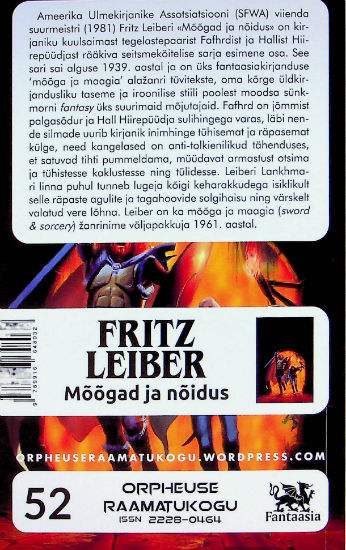 Ameerika Ulmekirjanike Assotsiatsiooni (SFWA) viienda
suurmeistri (1981) Fritz Leiberi «Mõõgad ja nõidus» on kir-
janiku kuulsaimast tegelastepaarist Fafhrdist ja Hallist Hii-
repüüdjast rääkiva seitsmeköitelise sarja esimene osa. See
sari sai alguse 1939. aastal ja on üks fantaasiakirjanduse
‘mõõga ja maagia’ alažanri tüvitekste, oma kõrge üldkir-
jandusliku taseme ja iroonilise stiili poolest moodsa sünk-
morni fantasy üks suurimaid mõjutajaid. Fafhrd on jõmmist
palgasõdur ja Hall Hiirepüüdja sulihingega varas, läbi nen-
de silmade uurib kirjanik inimhinge tühisemat ja räpasemat
külge, need kangelased on anti-tolkienilikud tähenduses,
et satuvad tihti pummeldama, müüdavat armastust otsima
ja tühistesse kaklustesse ning tülidesse. Leiberi Lankhma-
ri linna puhul tunneb lugeja kõigi keharakkudega isiklikult
selle räpaste agulite ja tagahoovide solgihaisu ning värskelt
valatud vere lõhna. Leiber on ka mõõga ja maagia (sword
& sorcery) žanrinime väljapakkuja 1961. aastal.
FRITZ
LEIBER
Mõõgad ja nõidus
9 789916 648032
ORPHEUSERAAMATUKOGU.WORDPRESS.COM
52
ORPHEUSE
RAAMATUKOGU
ISSN 2228-0464
Fantaasia